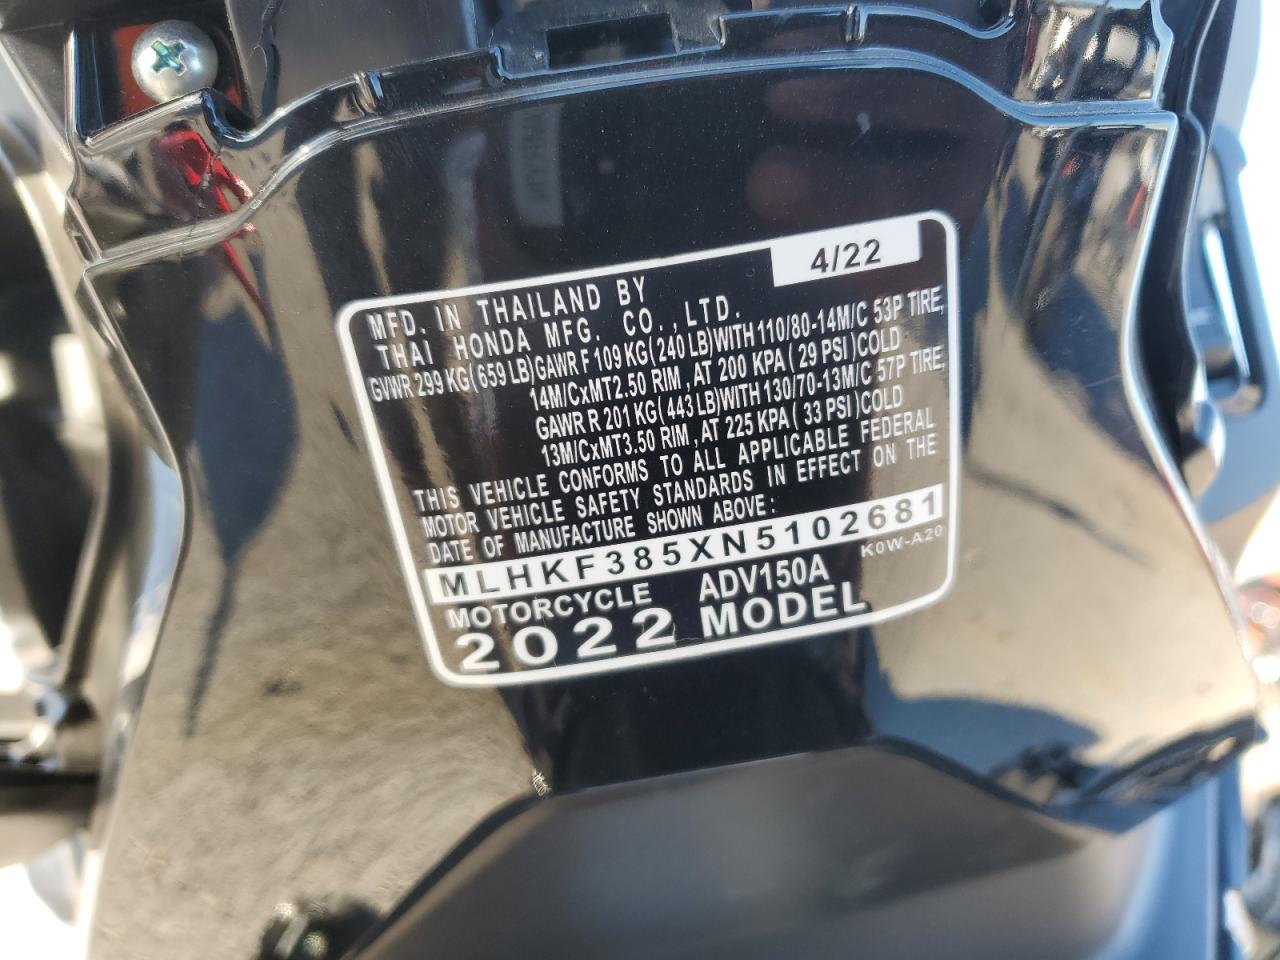 4/22
MFD. IN THAILAND BY
THAI HONDA MFG. CO., LTD.
GVWR 299 KG(659 LB)GAWR F 109 KG(240 LB)WITH 110/80-14M/C 53P TIRE,
14M/CxMT2.50 RIM , AT 200 KPA (29 PSI)COLD
GAWR R 201 KG(443 LB)WITH 130/70-13M/C 57P TIRE,
13M/CxMT3.50 RIM , AT 225 KPA (33 PSI)COLD
THIS VEHICLE CONFORMS TO ALL APPLICABLE FEDERAL
MOTOR VEHICLE SAFETY STANDARDS IN EFFECT ON THE
DATE OF MANUFACTURE SHOWN ABOVE:
MLHKF385XN5102681
K0W-A20
MOTORCYCLE ADV150A
2022 MODEL